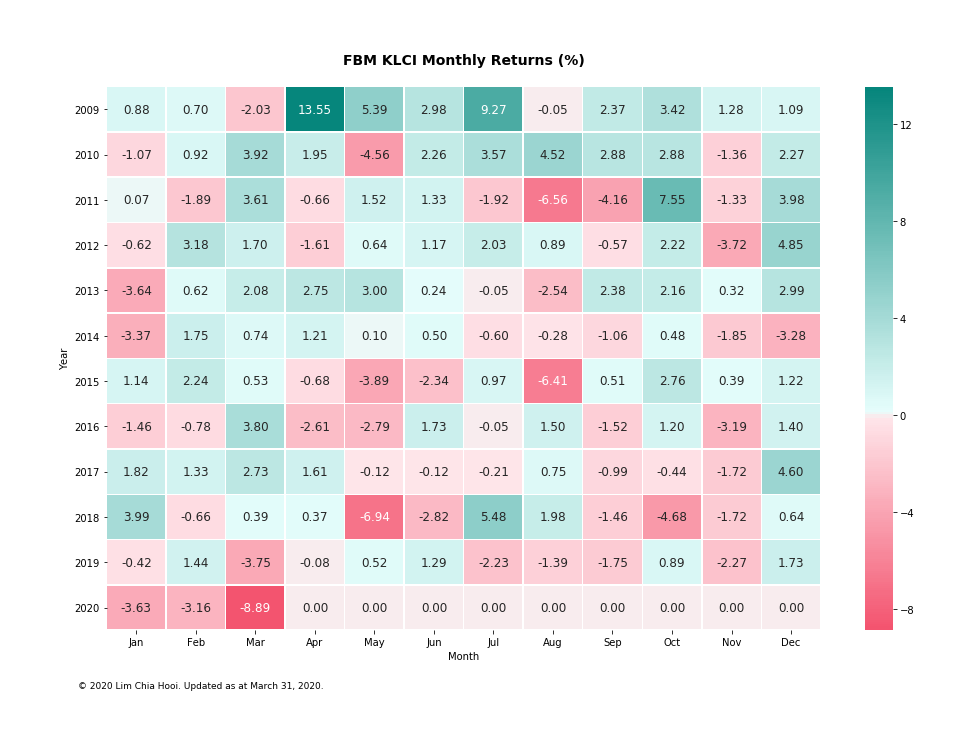 FBM KLCI Monthly Returns (%)
2009 0.88 0.70 -2.03 13.55 5.39 2.98 9.27 -0.05 2.37 3.42 1.28 1.09
12
2010 -1.07 0.92 3.92 1.95 -4.56 2.26 3.57 4.52 2.88 2.88 -1.36 2.27
2011 0.07 -1.89 3.61 -0.66 1.52 1.33 -1.92 -6.56 -4.16 7.55 -1.33 3.98
8
2012 -0.62 3.18 1.70 -1.61 0.64 1.17 2.03 0.89 -0.57 2.22 -3.72 4.85
2013 -3.64 0.62 2.08 2.75 3.00 0.24 -0.05 -2.54 2.38 2.16 0.32 2.99
4
2014 -3.37 1.75 0.74 1.21 0.10 0.50 -0.60 -0.28 -1.06 0.48 -1.85 -3.28
Year
2015 1.14 2.24 0.53 -0.68 -3.89 -2.34 0.97 -6.41 0.51 2.76 0.39 1.22
0
2016 -1.46 -0.78 3.80 -2.61 -2.79 1.73 -0.05 1.50 -1.52 1.20 -3.19 1.40
2017 1.82 1.33 2.73 1.61 -0.12 -0.12 -0.21 0.75 -0.99 -0.44 -1.72 4.60
−4
2018 3.99 -0.66 0.39 0.37 -6.94 -2.82 5.48 1.98 -1.46 -4.68 -1.72 0.64
2019 -0.42 1.44 -3.75 -0.08 0.52 1.29 -2.23 -1.39 -1.75 0.89 -2.27 1.73
2020 -3.63 -3.16 -8.89 0.00 0.00 0.00 0.00 0.00 0.00 0.00 0.00 0.00
−8
Jan Feb Mar Apr May Jun Jul Aug Sep Oct Nov Dec
Month
© 2020 Lim Chia Hooi. Updated as at March 31, 2020.